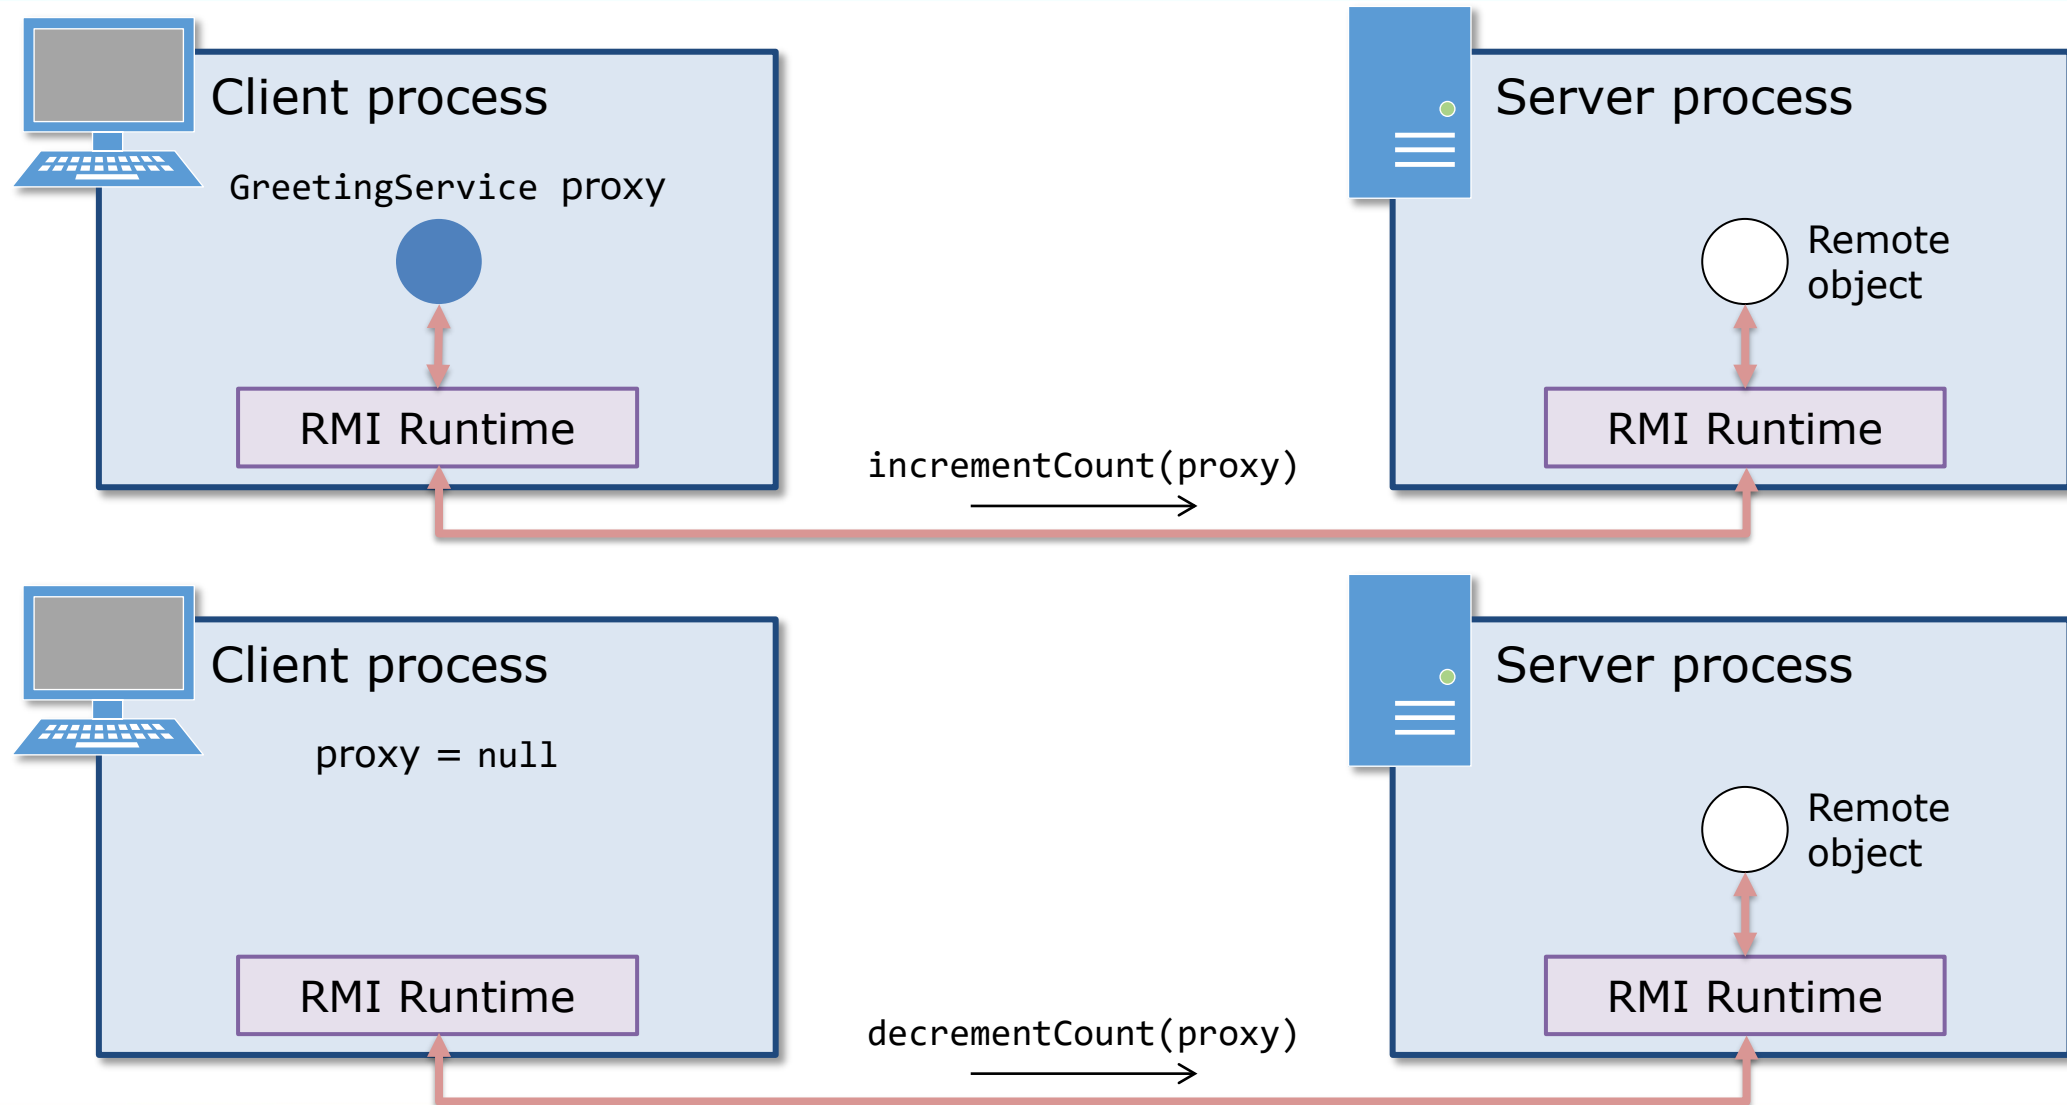 Client process
Server process
GreetingService proxy
Remote
object
RMI Runtime
RMI Runtime
incrementCount(proxy)
Client process
Server process
proxy = null
Remote
object
RMI Runtime
RMI Runtime
decrementCount(proxy)